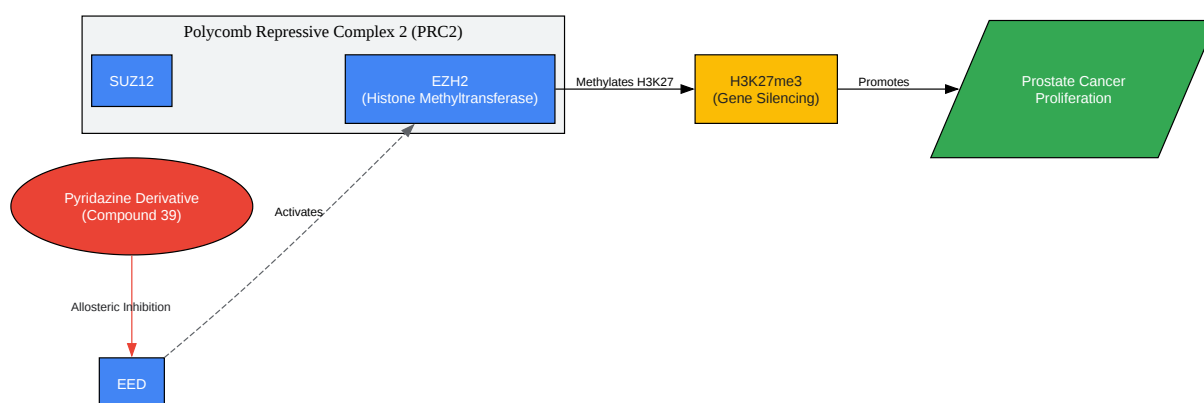 Polycomb Repressive Complex 2 (PRC2)
SUZ12
EZH2
(Histone Methyltransferase)
Methylates H3K27
H3K27me3
(Gene Silencing)
Promotes
Prostate Cancer
Proliferation
Pyridazine Derivative
(Compound 39)
Activates
Allosteric Inhibition
EED